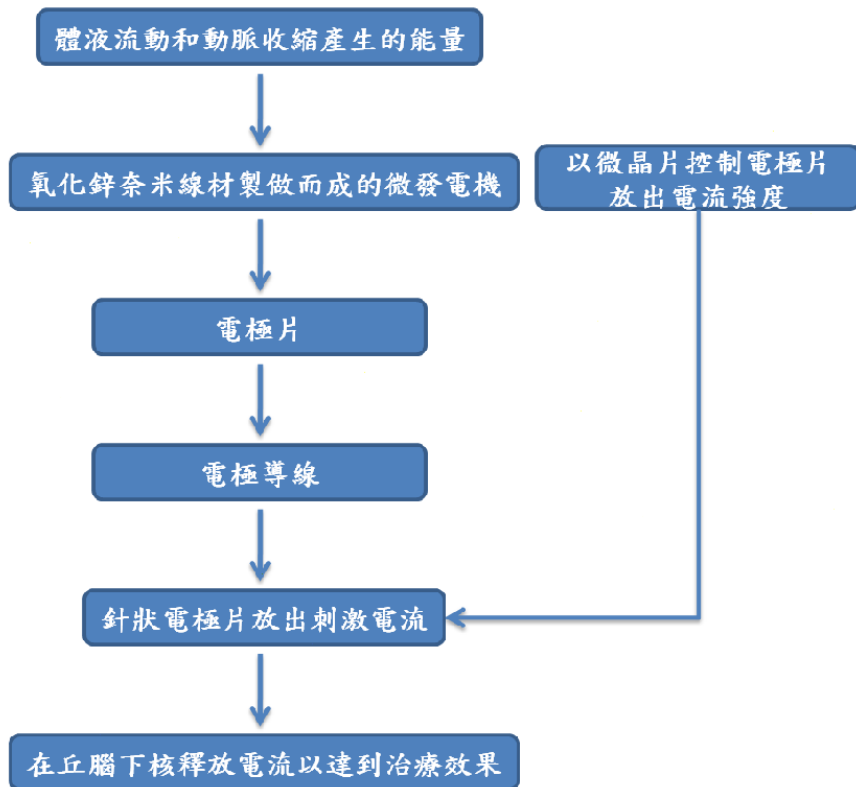 體液流動和動脈收縮產生的能量
氧化鋅奈米線材製做而成的微發電機
以微晶片控制電極片
放出電流強度
電極片
電極導線
針狀電極片放出刺激電流
在丘腦下核釋放電流以達到治療效果